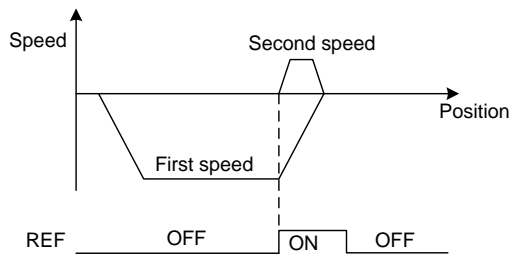 Speed
Second speed
Position
First speed
REF
OFF
ON
OFF